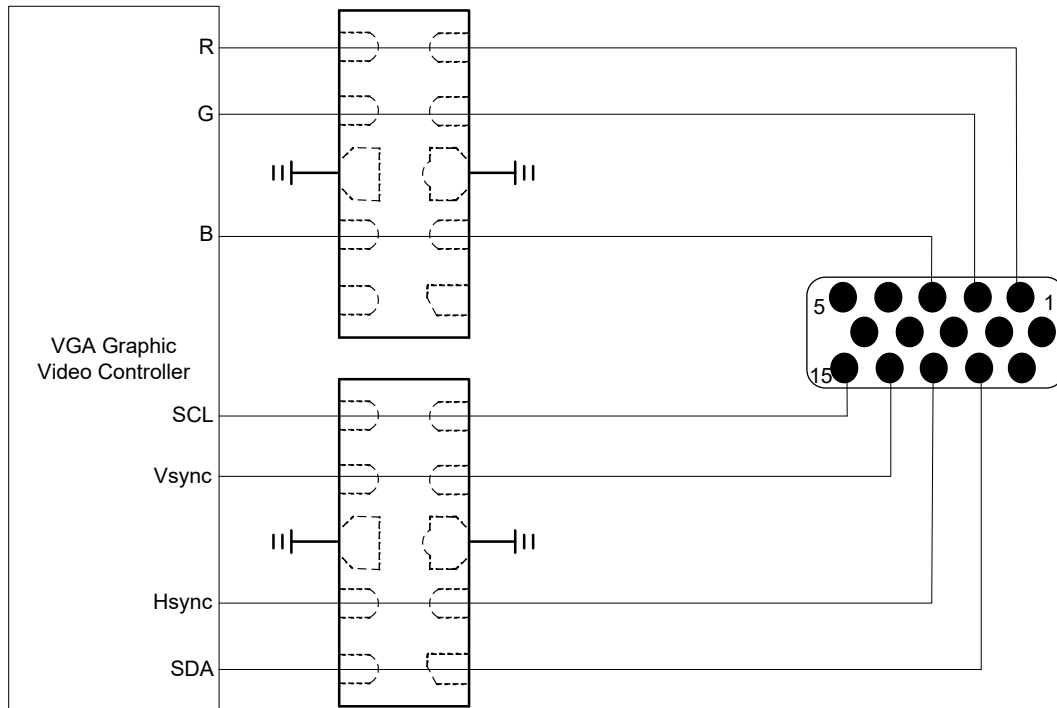 R
G
B
5
1
VGA Graphic
Video Controller
15
SCL
Vsync
Hsync
SDA